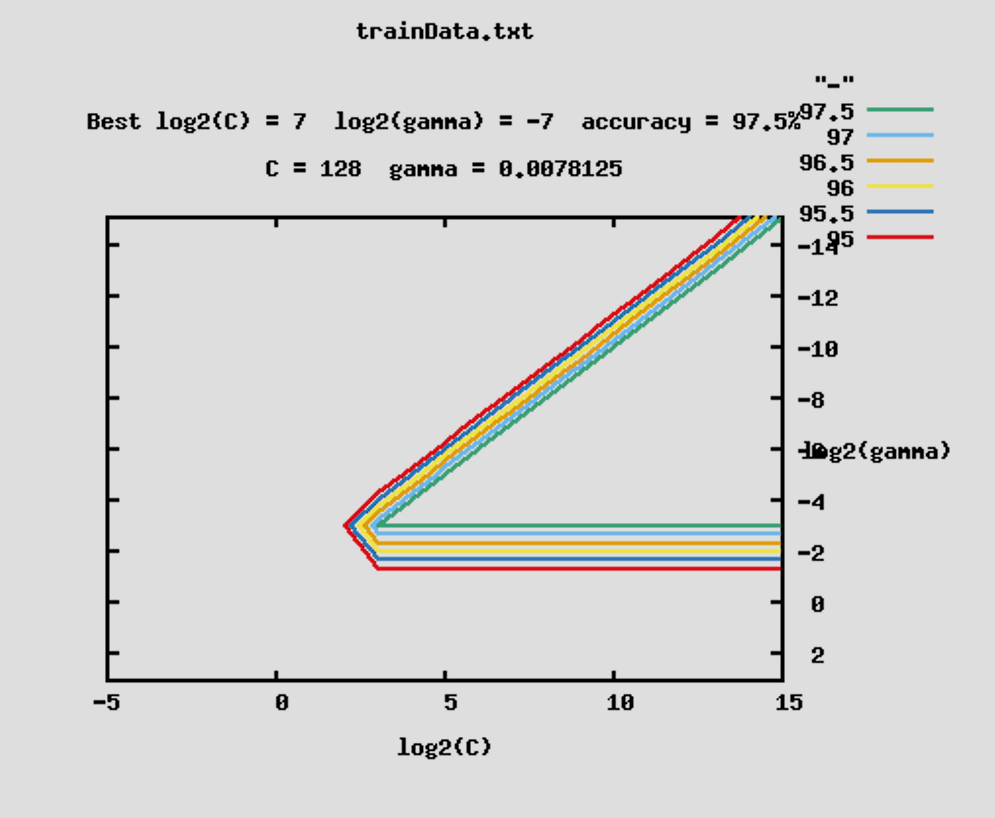 trainData.txt
"_"
Best log2(C) = 7 log2(gamma) = -7 accuracy = 97.5%
97.5
97
C = 128 gamma = 0.0078125
96.5
96
95.5
95
-14
-12
-10
-8
log2(gamma)
-4
-2
0
2
-5 0 5 10 15
log2(C)